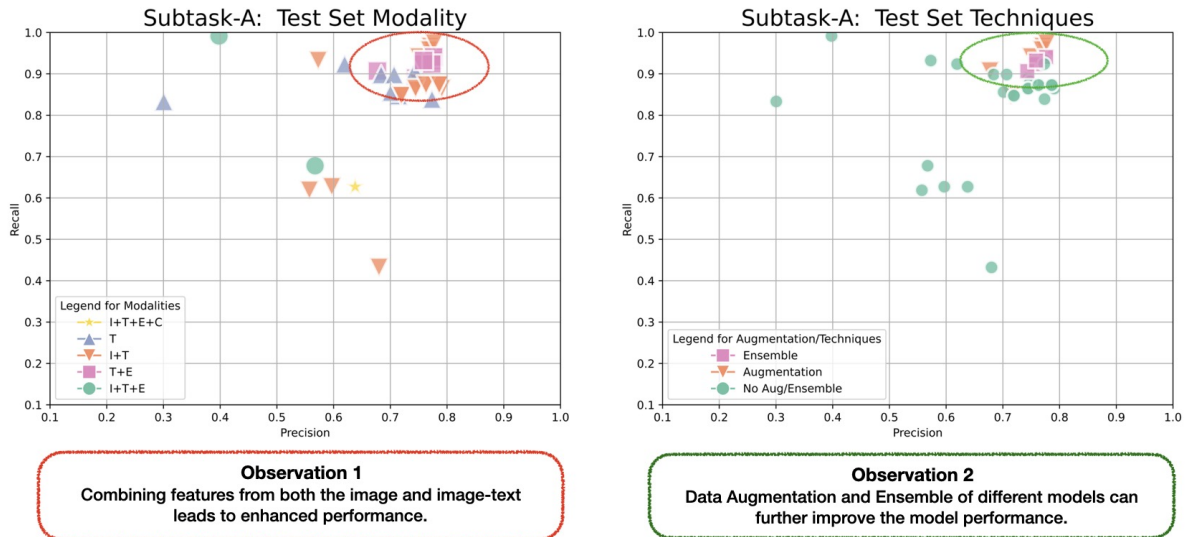 Subtask-A: Test Set Modality
1.0
0.9
0.8
0.7
0.6
0.5
0.4
0.3
0.2
0.1
Recall
Legend for Modalities
I+T+E+C
T
I+T
T+E
I+T+E
0.1 0.2 0.3 0.4 0.5 0.6 0.7 0.8 0.9 1.0
Precision
Observation 1
Combining features from both the image and image-text
leads to enhanced performance.
Subtask-A: Test Set Techniques
1.0
0.9
0.8
0.7
0.6
0.5
0.4
0.3
0.2
0.1
Recall
Legend for Augmentation/Techniques
Ensemble
Augmentation
No Aug/Ensemble
0.1 0.2 0.3 0.4 0.5 0.6 0.7 0.8 0.9 1.0
Precision
Observation 2
Data Augmentation and Ensemble of different models can
further improve the model performance.